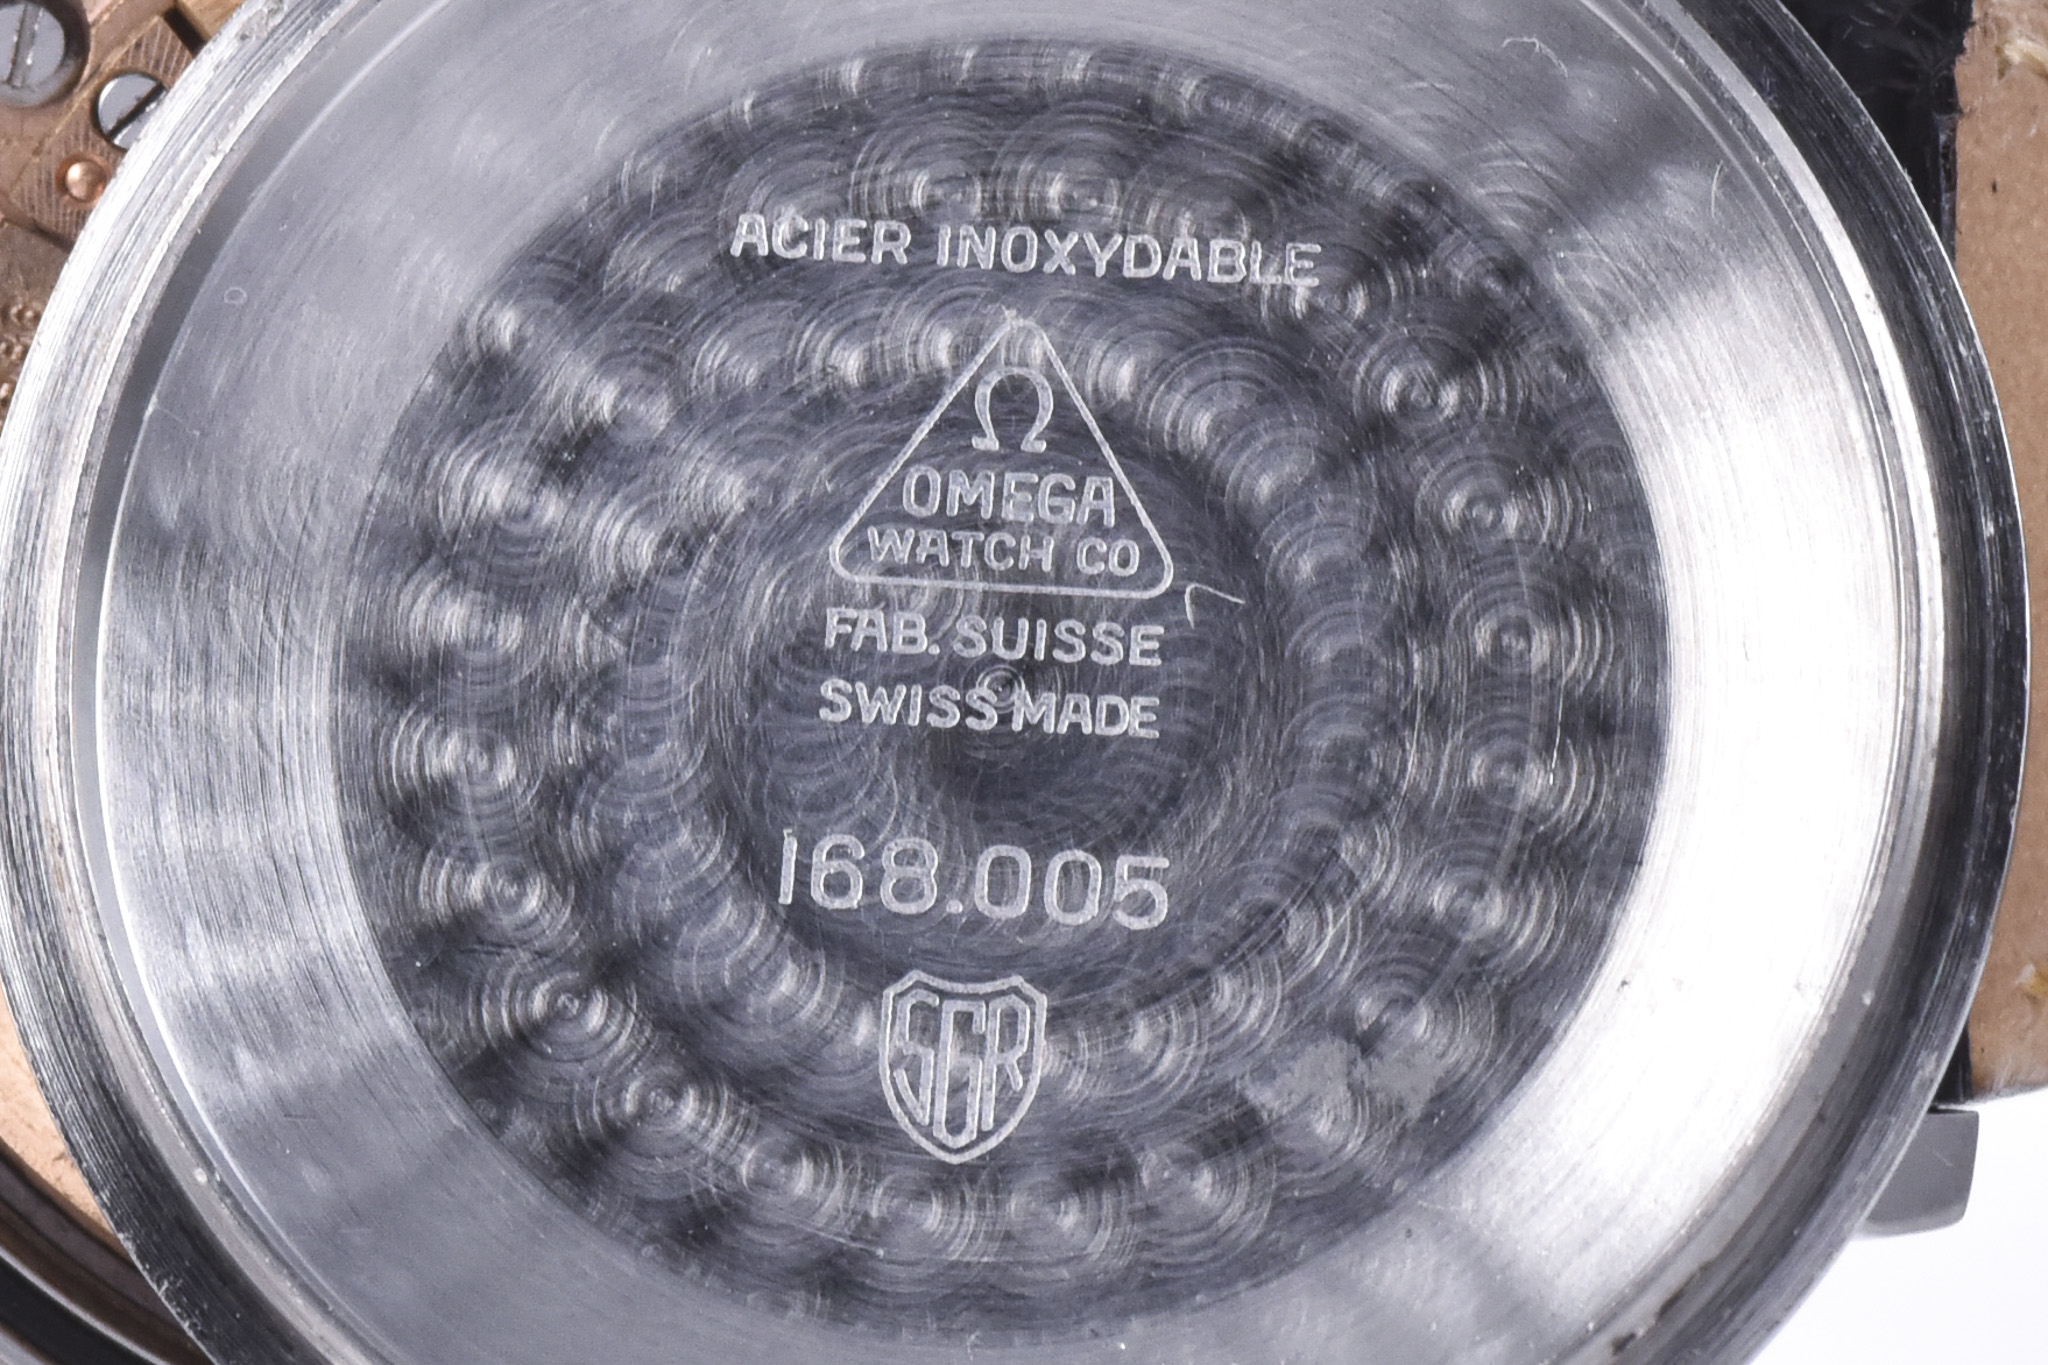 ACIER INOXYDABLE
Ω
OMEGA
WATCH CO
FAB. SUISSE
SWISS MADE
168.005
SGR